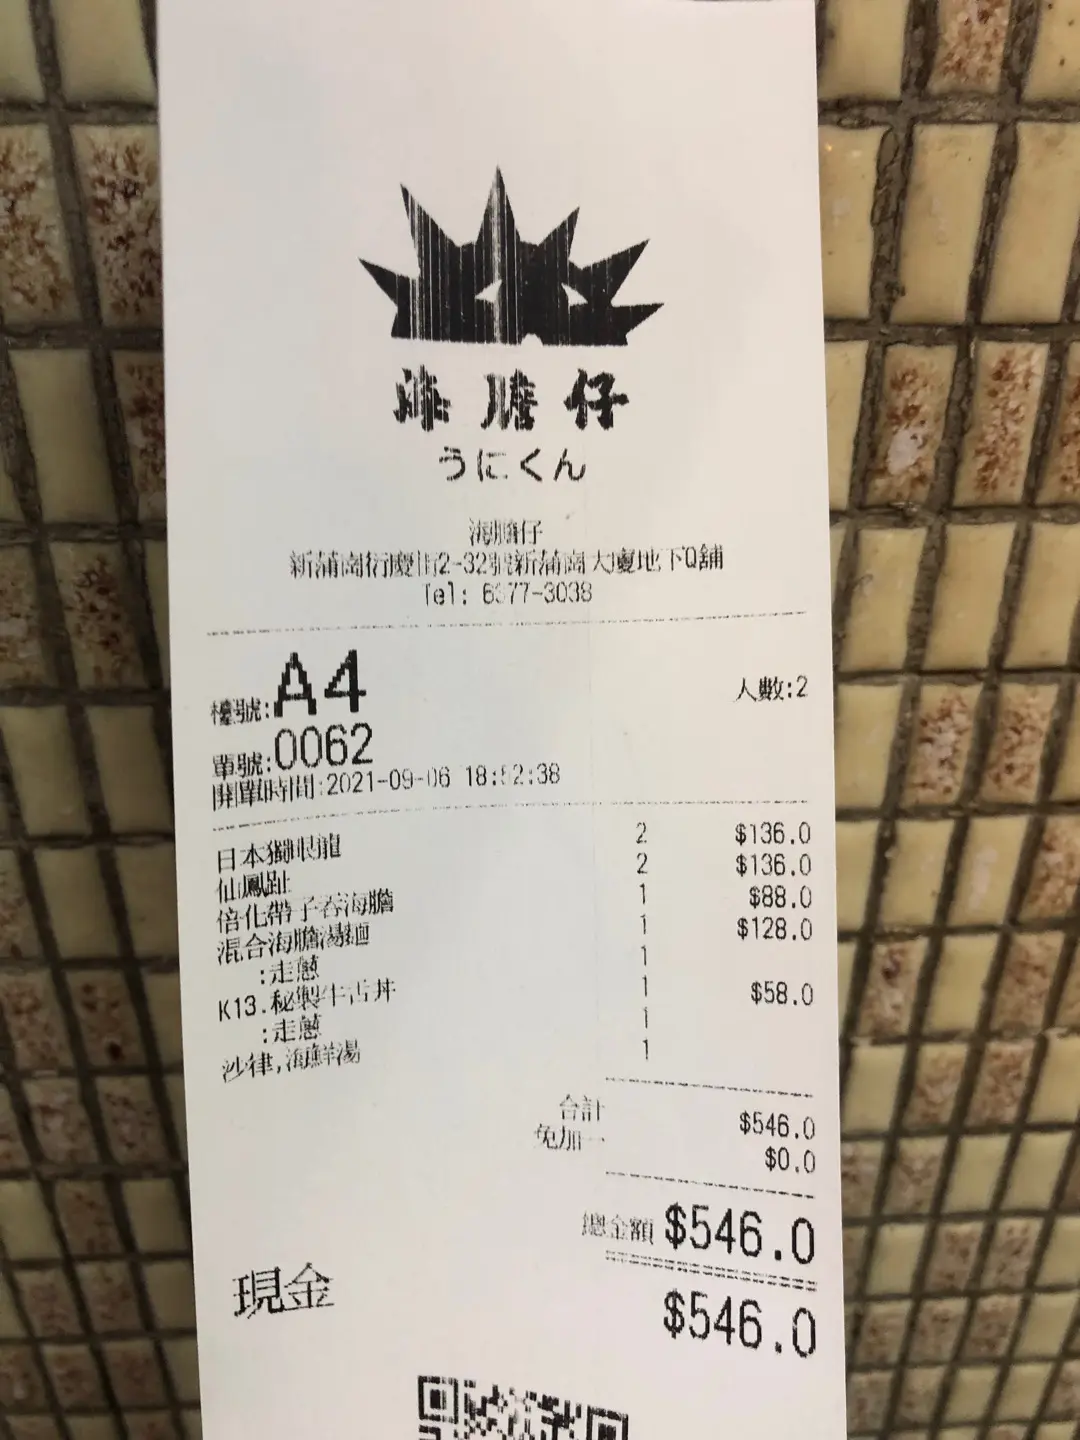 海膽仔
うにくん
海膽仔
新蒲崗衍慶街2-32號新蒲崗大廈地下Q舖
Tel: 6377-3038
檯號:A4 人數:2
單號:0062
開單時間:2021-09-06 18:52:38
日本獨眼龍 2 $136.0
仙鳳趾 2 $136.0
倍化帶子吞海膽 1 $88.0
混合海膽湯麵 1 $128.0
:走蔥 1
K13.秘製牛舌丼 1 $58.0
:走蔥 1
沙律,海鮮湯 1
合計 $546.0
免加一 $0.0
總金額 $546.0
現金 $546.0